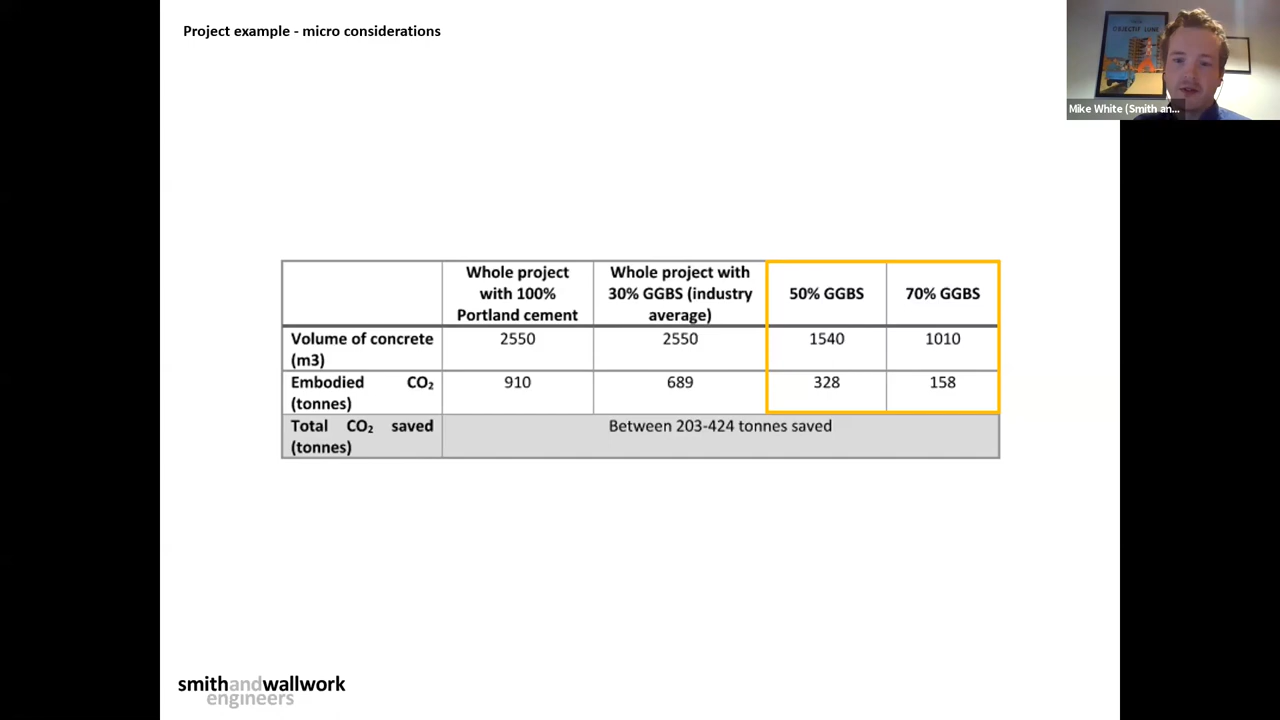 Project example - micro considerations
OBJECTIF LUNE
Mike White (Smith an...
Whole project
with 100%
Portland cement
Whole project with
30% GGBS (industry
average)
50% GGBS
70% GGBS
Volume of concrete
(m3)
2550
2550
1540
1010
Embodied CO₂
(tonnes)
910
689
328
158
Total CO₂ saved
(tonnes)
Between 203-424 tonnes saved
smithandwallwork
engineers